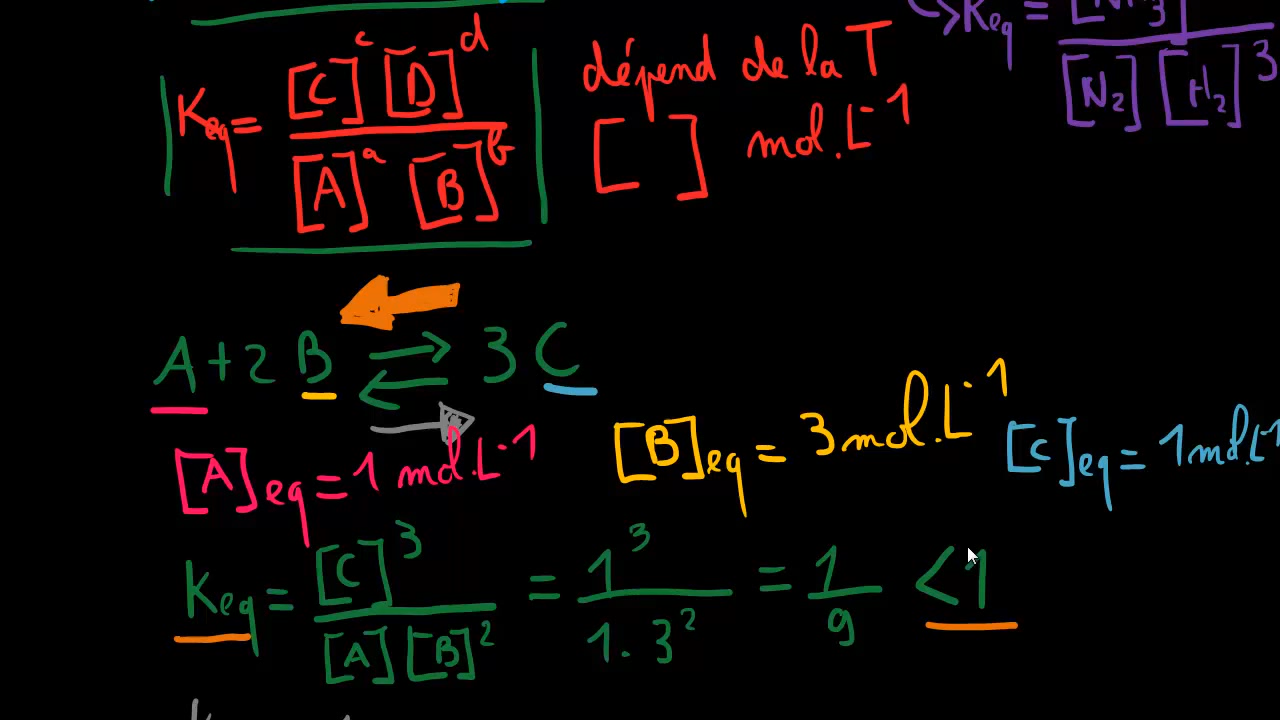 Keq = [C]^c [D]^d / [A]^a [B]^b
dépend de la T
[ ] mol.L^-1
Keq = [NH3] / [N2] [H2]^3
A + 2 B ⇌ 3 C
[A]eq = 1 mol.L^-1
[B]eq = 3 mol.L^-1
[C]eq = 1 mol.L^-1
Keq = [C]^3 / [A] [B]^2 = 1^3 / 1.3^2 = 1/9 < 1